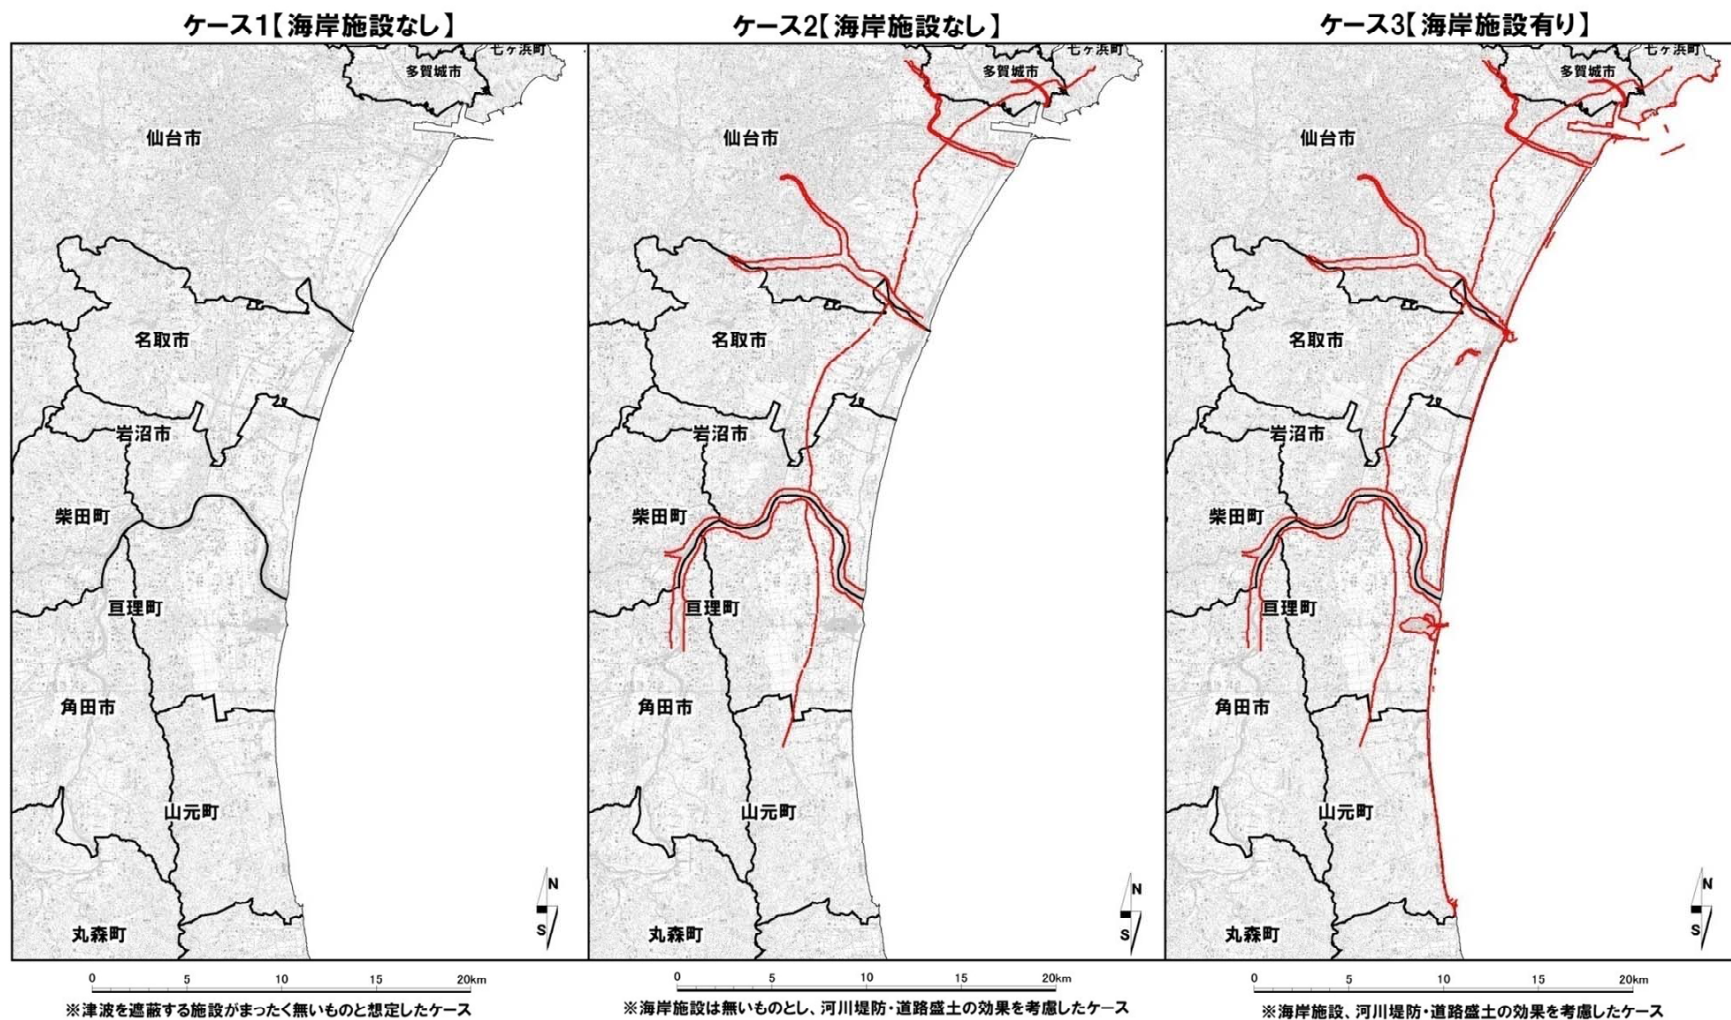 ケース1【海岸施設なし】
七ヶ浜町
多賀城市
仙台市
名取市
岩沼市
柴田町
亘理町
角田市
山元町
丸森町
N
S
0 5 10 15 20km
※津波を遮蔽する施設がまったく無いものと想定したケース
ケース2【海岸施設なし】
七ヶ浜町
多賀城市
仙台市
名取市
岩沼市
柴田町
亘理町
角田市
山元町
丸森町
N
S
0 5 10 15 20km
※海岸施設は無いものとし、河川堤防・道路盛土の効果を考慮したケース
ケース3【海岸施設有り】
七ヶ浜町
多賀城市
仙台市
名取市
岩沼市
柴田町
亘理町
角田市
山元町
丸森町
N
S
0 5 10 15 20km
※海岸施設、河川堤防・道路盛土の効果を考慮したケース